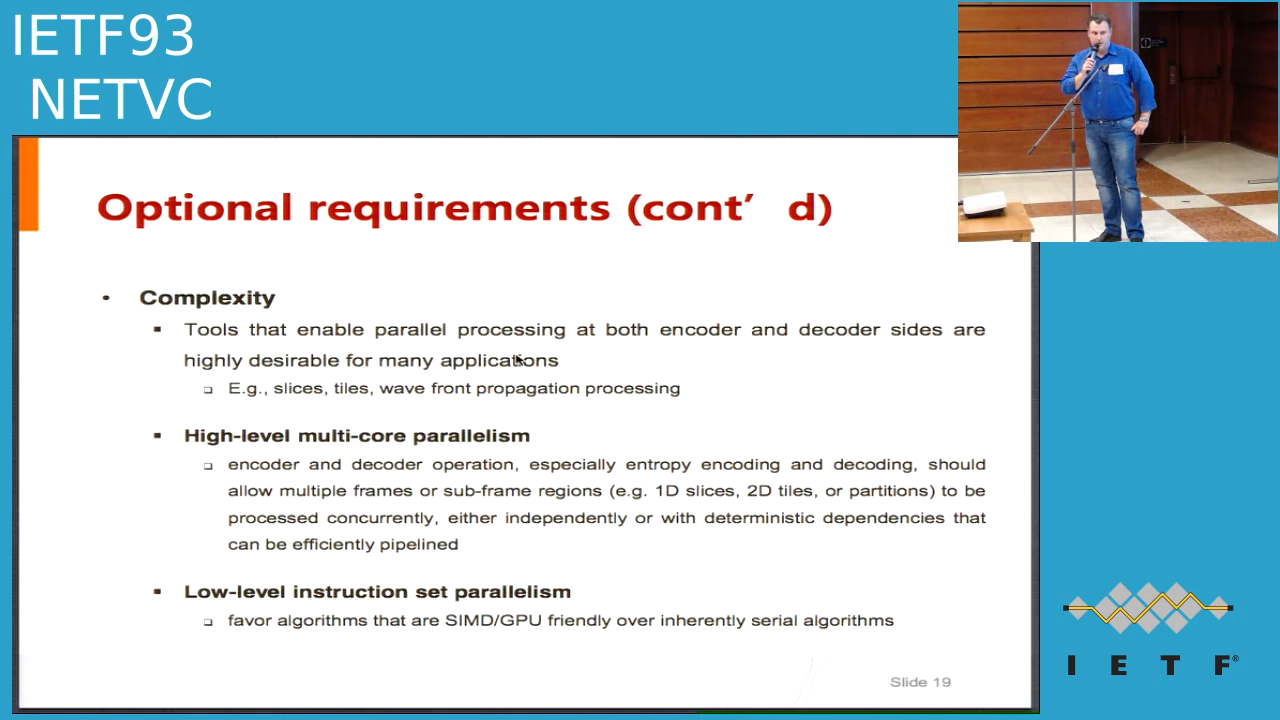 IETF93
NETVC
Optional requirements (cont' d)
• Complexity
▪ Tools that enable parallel processing at both encoder and decoder sides are
highly desirable for many applications
❑ E.g., slices, tiles, wave front propagation processing
▪ High-level multi-core parallelism
❑ encoder and decoder operation, especially entropy encoding and decoding, should
allow multiple frames or sub-frame regions (e.g. 1D slices, 2D tiles, or partitions) to be
processed concurrently, either independently or with deterministic dependencies that
can be efficiently pipelined
▪ Low-level instruction set parallelism
❑ favor algorithms that are SIMD/GPU friendly over inherently serial algorithms
Slide 19
I E T F®